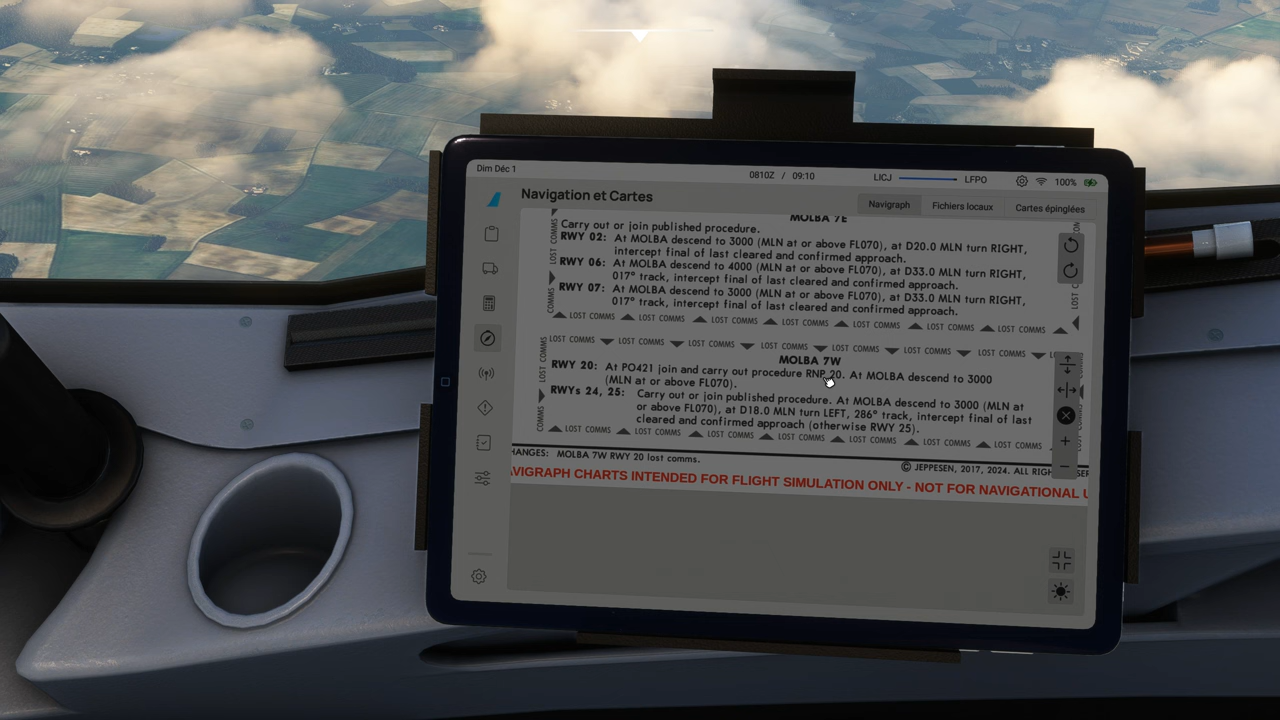 Dim Déc 1
0810Z / 09:10
LICJ
LFPO
100%
Navigation et Cartes
Navigraph
Fichiers locaux
Cartes épinglées
MOLBA 7E
Carry out or join published procedure.
RWY 02: At MOLBA descend to 3000 (MLN at or above FL070), at D20.0 MLN turn RIGHT,
intercept final of last cleared and confirmed approach.
RWY 06: At MOLBA descend to 4000 (MLN at or above FL070), at D33.0 MLN turn RIGHT,
017° track, intercept final of last cleared and confirmed approach.
RWY 07: At MOLBA descend to 3000 (MLN at or above FL070), at D33.0 MLN turn RIGHT,
017° track, intercept final of last cleared and confirmed approach.
LOST COMMS
COMMS
LOST C
LOST COMMS LOST COMMS LOST COMMS LOST COMMS LOST COMMS LOST COMMS LOST COMMS
LOST COMMS LOST COMMS LOST COMMS LOST COMMS LOST COMMS LOST COMMS LOST COMMS
LOST COMMS
COMMS
MOLBA 7W
RWY 20: At PO421 join and carry out procedure RNP 20. At MOLBA descend to 3000
(MLN at or above FL070).
RWYs 24, 25: Carry out or join published procedure. At MOLBA descend to 3000 (MLN at
or above FL070), at D18.0 MLN turn LEFT, 286° track, intercept final of last
cleared and confirmed approach (otherwise RWY 25).
LOST COMMS LOST COMMS LOST COMMS LOST COMMS LOST COMMS LOST COMMS LOST COMMS
HANGES: MOLBA 7W RWY 20 lost comms.
© JEPPESEN, 2017, 2024. ALL RIGH SER
AVIGRAPH CHARTS INTENDED FOR FLIGHT SIMULATION ONLY - NOT FOR NAVIGATIONAL U